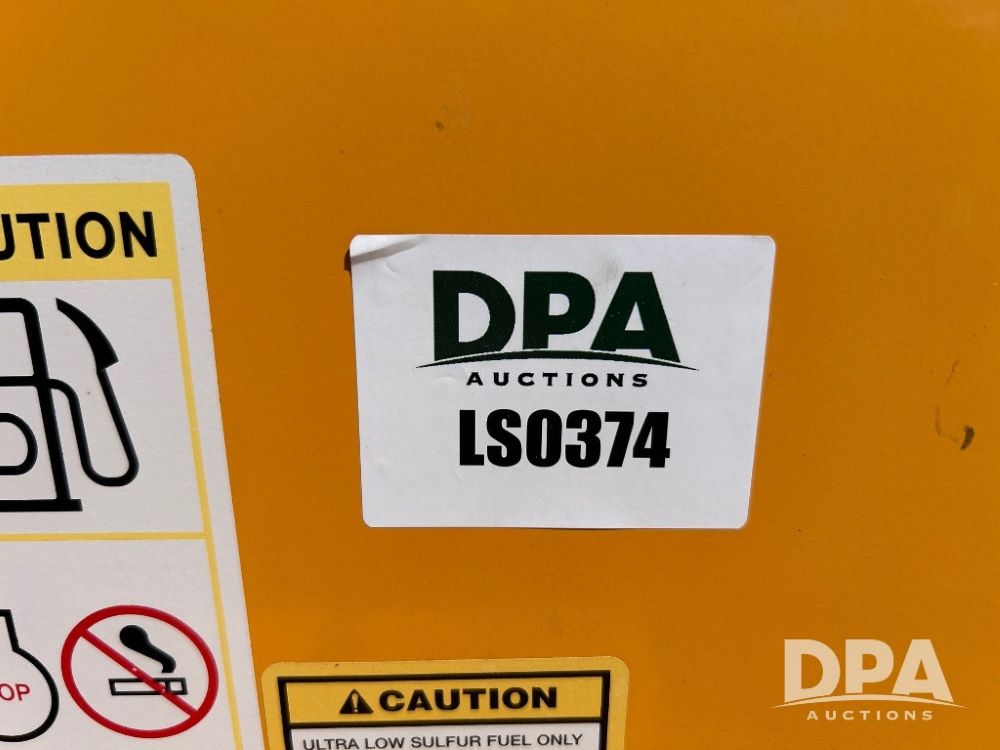 UTION
OP
DPA
AUCTIONS
LS0374
CAUTION
ULTRA LOW SULFUR FUEL ONLY
DPA
AUCTIONS